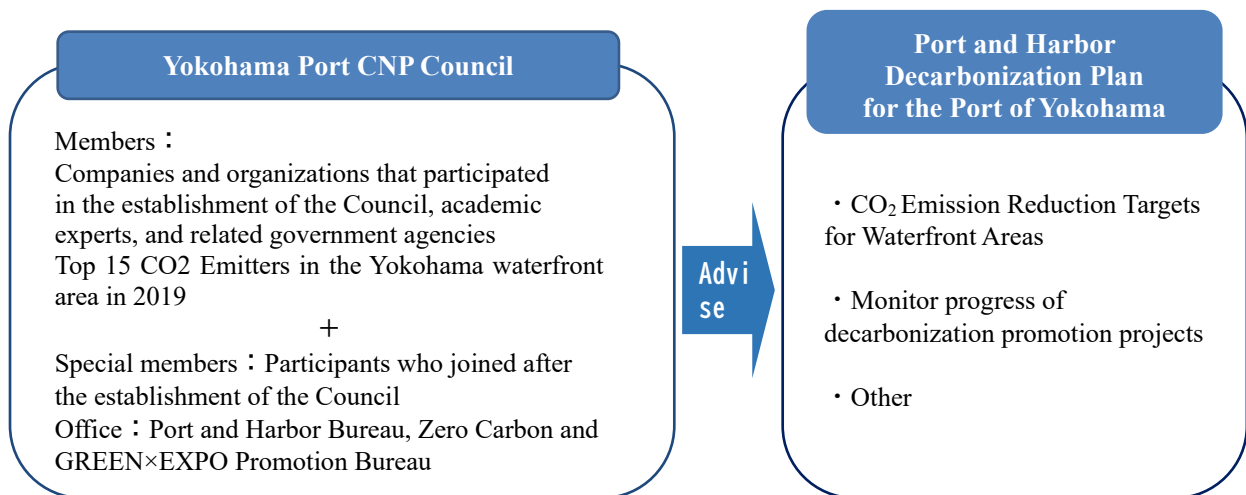 Yokohama Port CNP Council
Members：
Companies and organizations that participated
in the establishment of the Council, academic
experts, and related government agencies
Top 15 CO2 Emitters in the Yokohama waterfront
area in 2019
+
Special members：Participants who joined after
the establishment of the Council
Office：Port and Harbor Bureau, Zero Carbon and
GREEN×EXPO Promotion Bureau
Advi
se
Port and Harbor
Decarbonization Plan
for the Port of Yokohama
・CO₂ Emission Reduction Targets
for Waterfront Areas
・Monitor progress of
decarbonization promotion projects
・Other